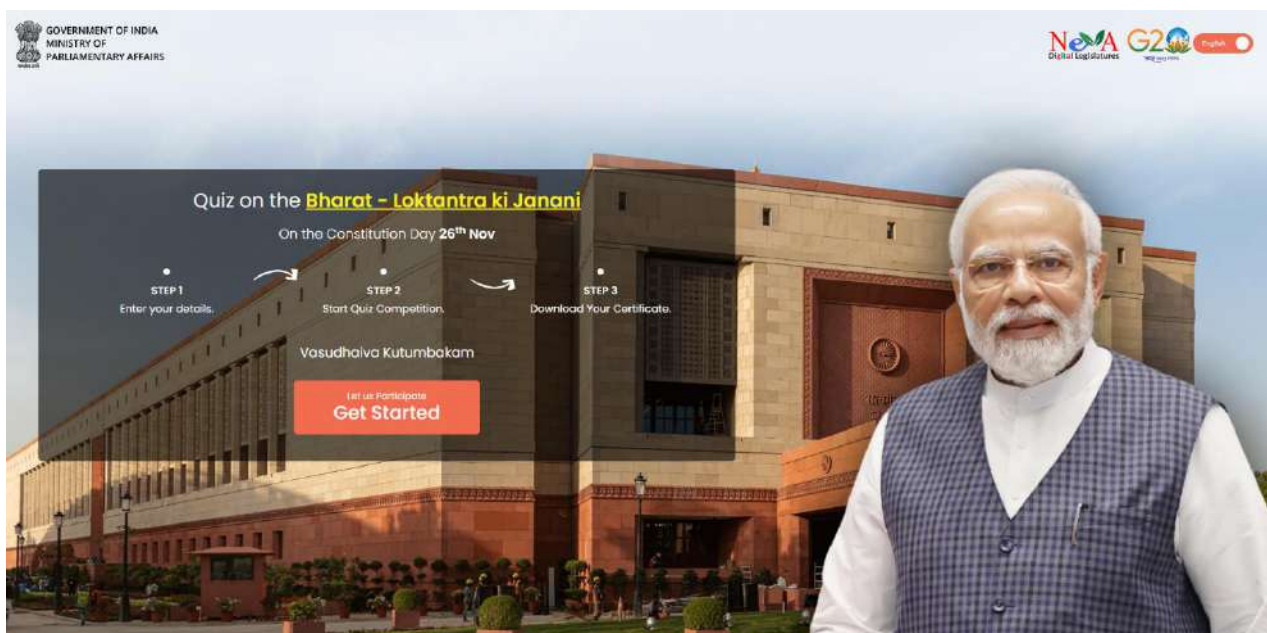 GOVERNMENT OF INDIA
MINISTRY OF
PARLIAMENTARY AFFAIRS
NeVA
Digital Legislatures
G20
English
Quiz on the Bharat - Loktantra ki Janani
On the Constitution Day 26th Nov
STEP 1
Enter your details.
STEP 2
Start Quiz Competition.
STEP 3
Download Your Certificate.
Vasudhaiva Kutumbakam
Let us Participate
Get Started